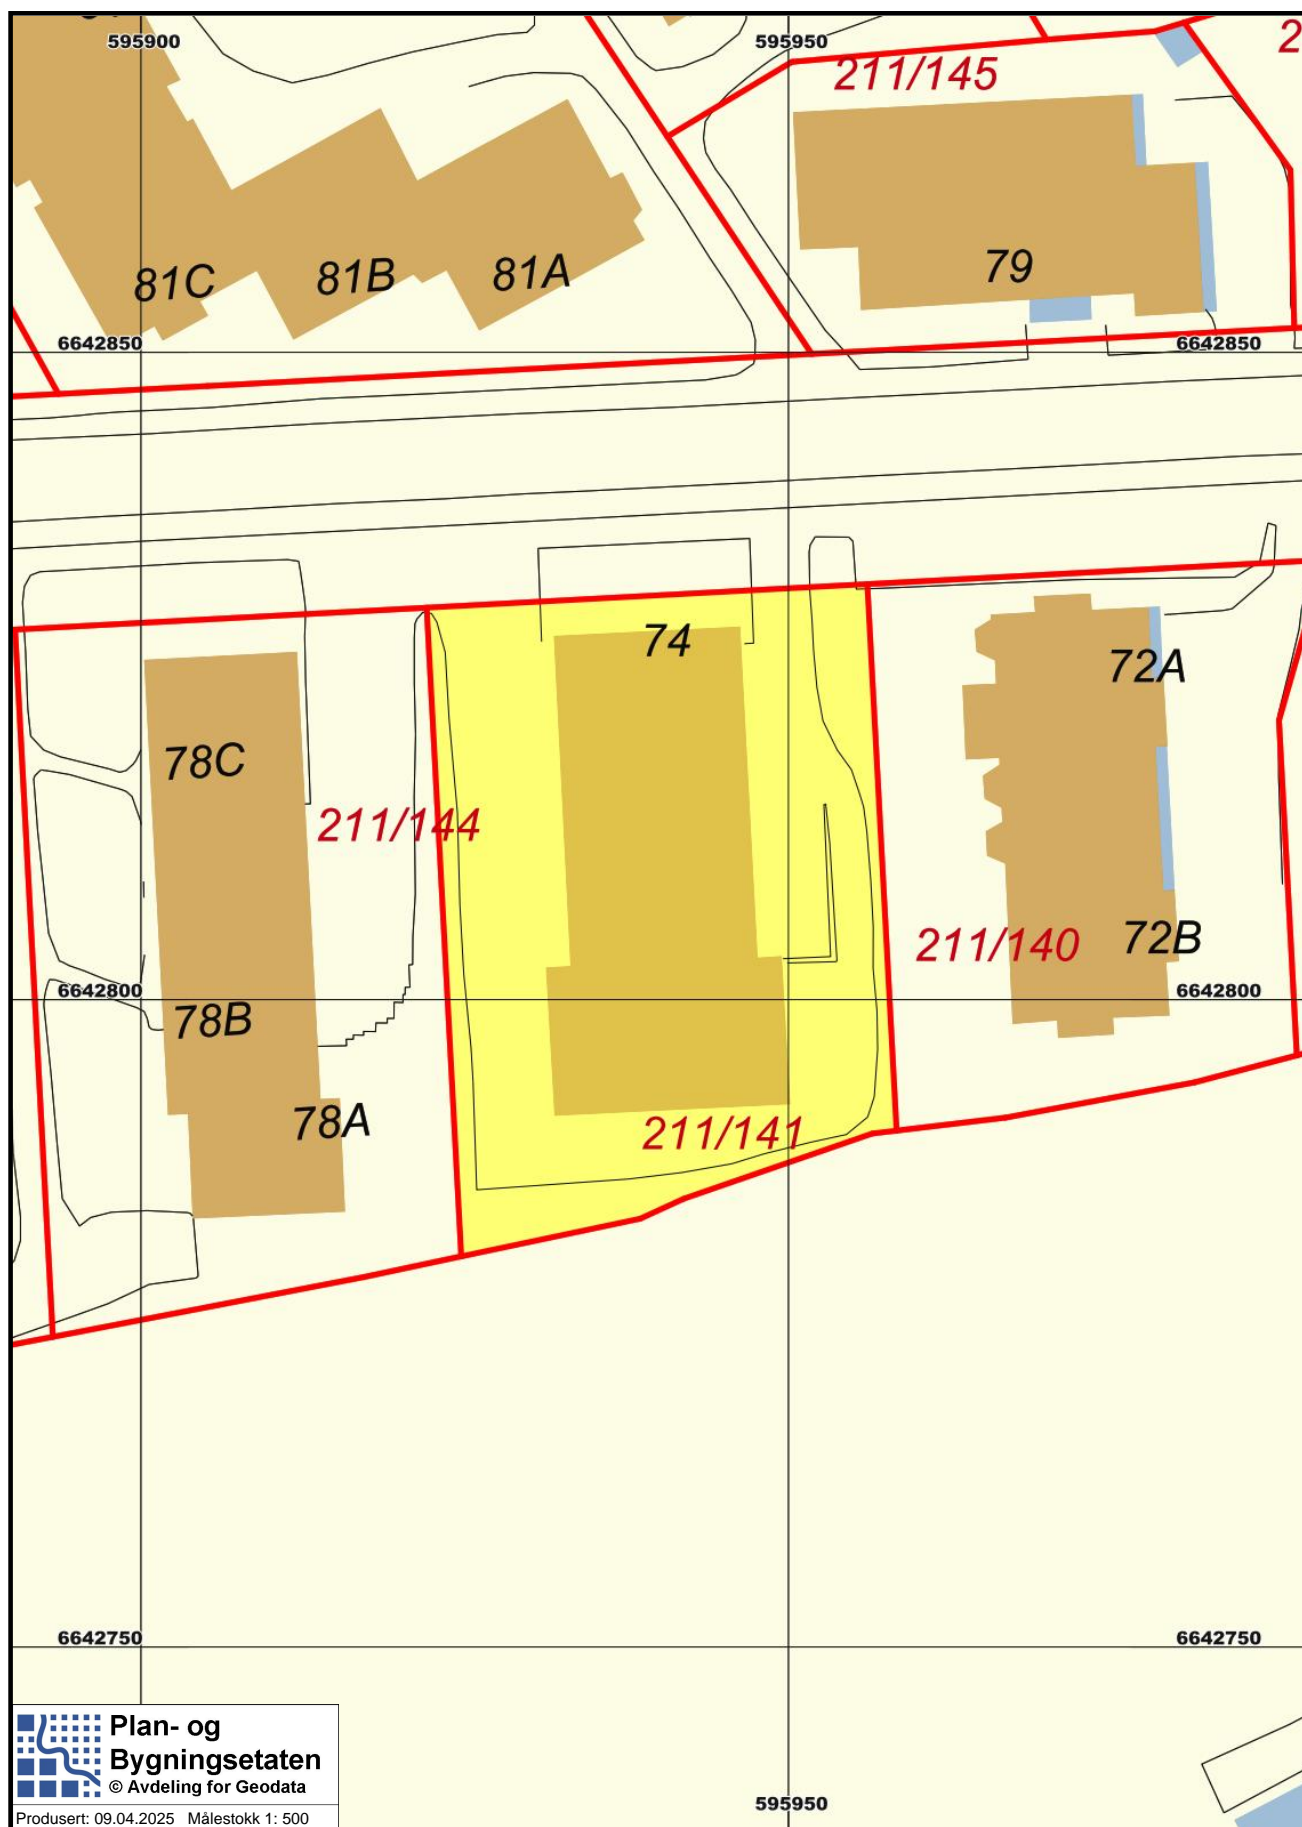 595900
595950
211/145
2
81C
81B
81A
79
6642850
6642850
74
72A
78C
211/144
211/140
72B
6642800
6642800
78B
78A
211/141
6642750
6642750
Plan- og
Bygningsetaten
© Avdeling for Geodata
595950
Produsert: 09.04.2025 Målestokk 1: 500